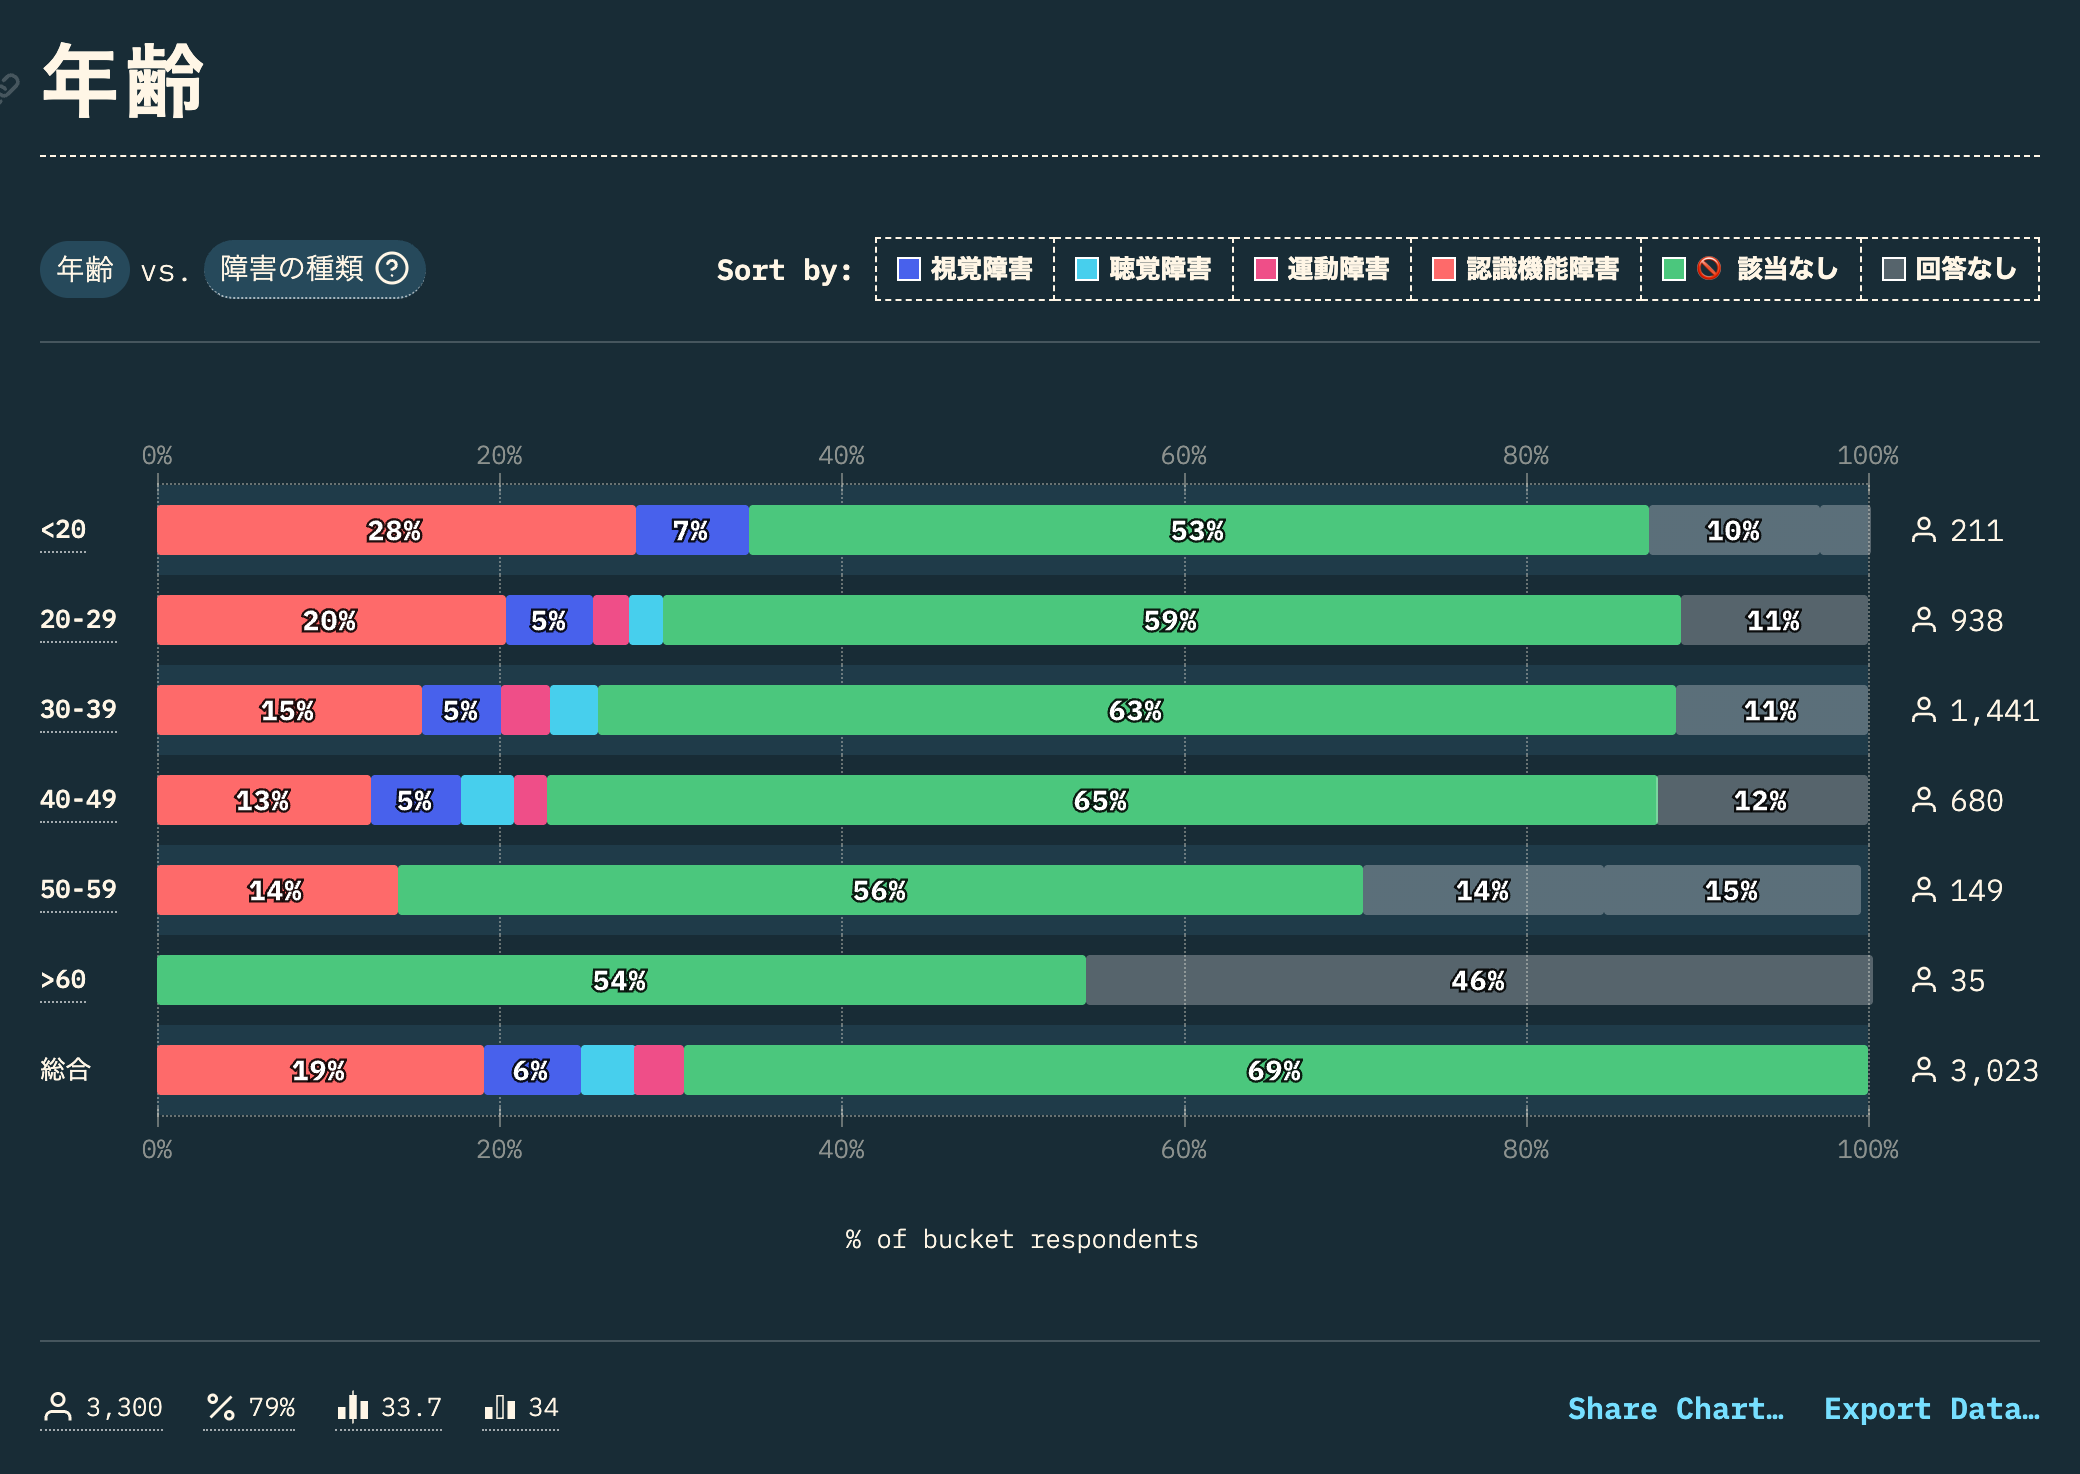 年齢
年齢 vs. 障害の種類 ?
Sort by: 視覚障害 聴覚障害 運動障害 認識機能障害 🚫 該当なし 回答なし
0% 20% 40% 60% 80% 100%
<20 28% 7% 53% 10% 211
20-29 20% 5% 59% 11% 938
30-39 15% 5% 63% 11% 1,441
40-49 13% 5% 65% 12% 680
50-59 14% 56% 14% 15% 149
>60 54% 46% 35
総合 19% 6% 69% 3,023
0% 20% 40% 60% 80% 100%
% of bucket respondents
3,300 79% 33.7 34 Share Chart… Export Data…